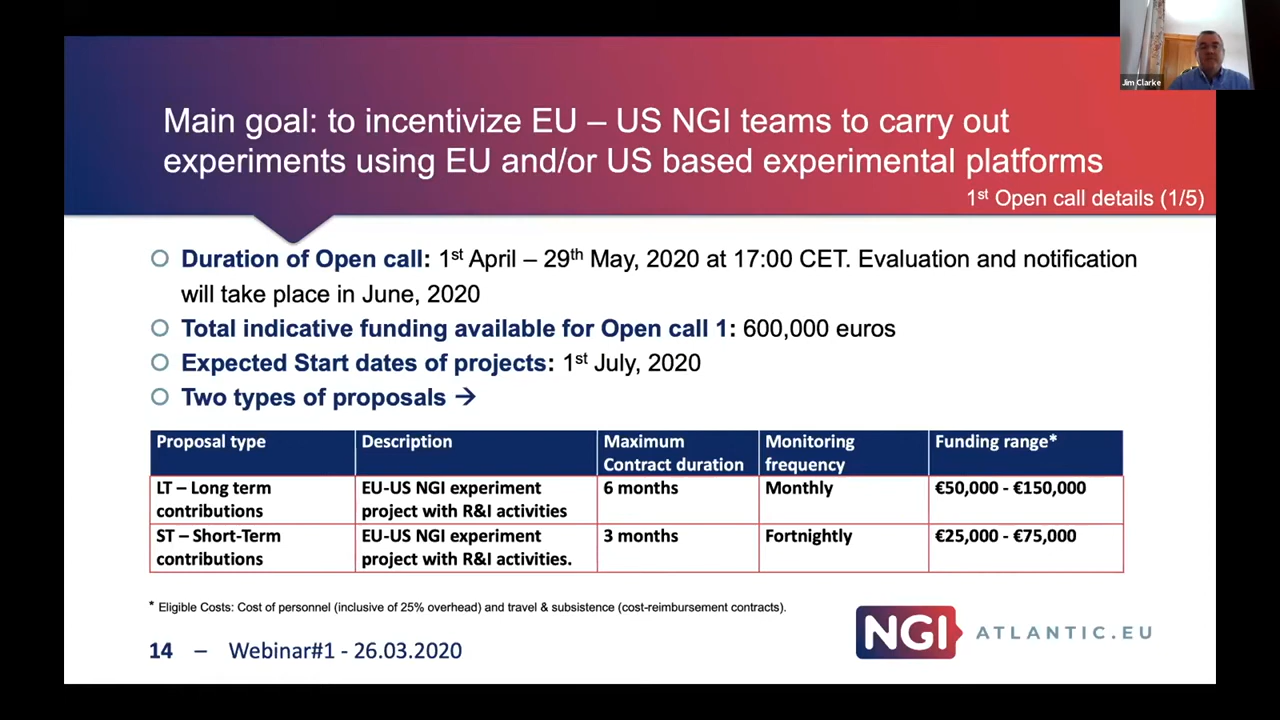 Jim Clarke
Main goal: to incentivize EU – US NGI teams to carry out
experiments using EU and/or US based experimental platforms
1st Open call details (1/5)
Duration of Open call: 1st April – 29th May, 2020 at 17:00 CET. Evaluation and notification
will take place in June, 2020
Total indicative funding available for Open call 1: 600,000 euros
Expected Start dates of projects: 1st July, 2020
Two types of proposals →
Proposal type Description Maximum Contract duration Monitoring frequency Funding range*
LT – Long term contributions EU-US NGI experiment project with R&I activities 6 months Monthly €50,000 - €150,000
ST – Short-Term contributions EU-US NGI experiment project with R&I activities. 3 months Fortnightly €25,000 - €75,000
* Eligible Costs: Cost of personnel (inclusive of 25% overhead) and travel & subsistence (cost-reimbursement contracts).
14 – Webinar#1 - 26.03.2020
NGI ATLANTIC.EU